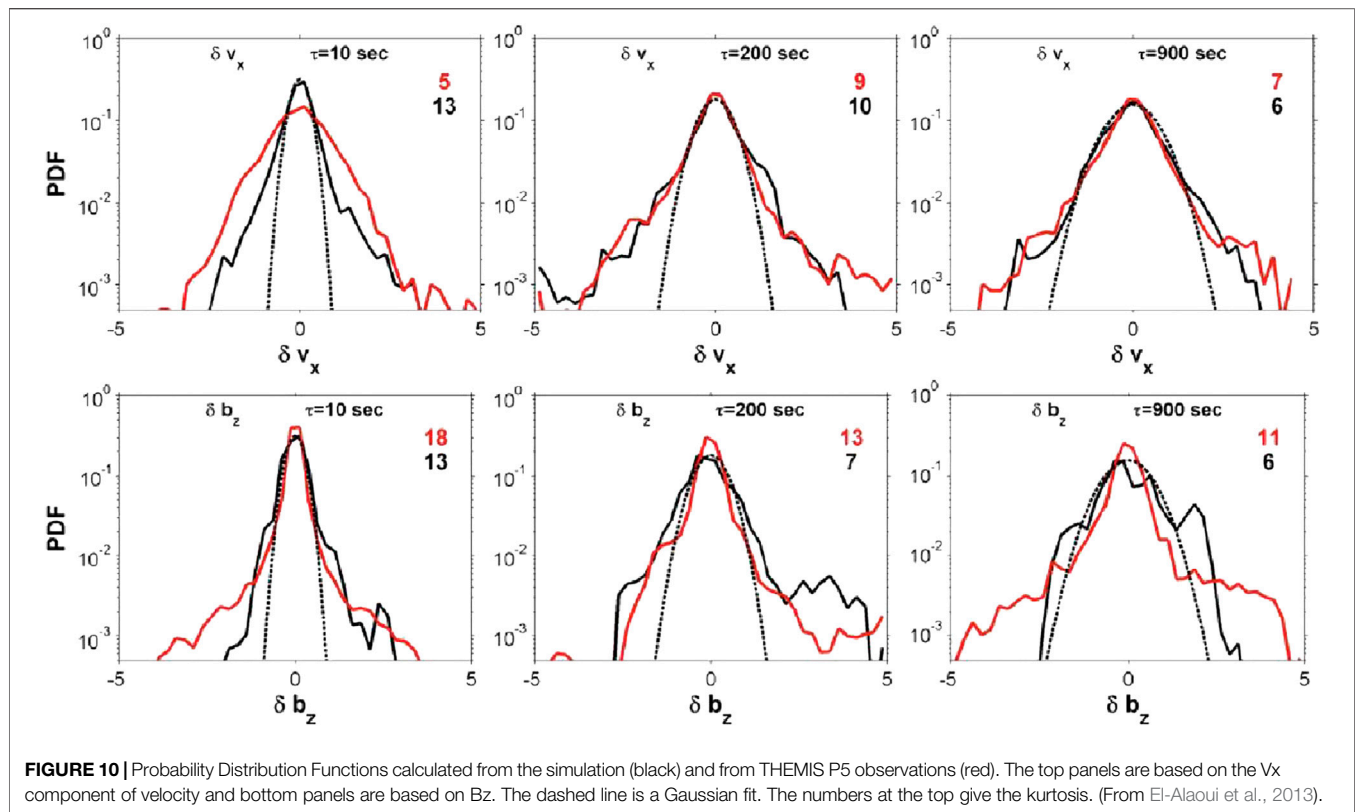 δ vₓ τ=10 sec
5
13
δ vₓ τ=200 sec
9
10
δ vₓ τ=900 sec
7
6
PDF
10⁰
10⁻¹
10⁻²
10⁻³
-5 0 5
δ vₓ
10⁰
10⁻¹
10⁻²
10⁻³
-5 0 5
δ vₓ
10⁰
10⁻¹
10⁻²
10⁻³
-5 0 5
δ vₓ
δ b_z τ=10 sec
18
13
δ b_z τ=200 sec
13
7
δ b_z τ=900 sec
11
6
PDF
10⁰
10⁻¹
10⁻²
10⁻³
-5 0 5
δ b_z
10⁰
10⁻¹
10⁻²
10⁻³
-5 0 5
δ b_z
10⁰
10⁻¹
10⁻²
10⁻³
-5 0 5
δ b_z
FIGURE 10 | Probability Distribution Functions calculated from the simulation (black) and from THEMIS P5 observations (red). The top panels are based on the Vx
component of velocity and bottom panels are based on Bz. The dashed line is a Gaussian fit. The numbers at the top give the kurtosis. (From El-Alaoui et al., 2013).